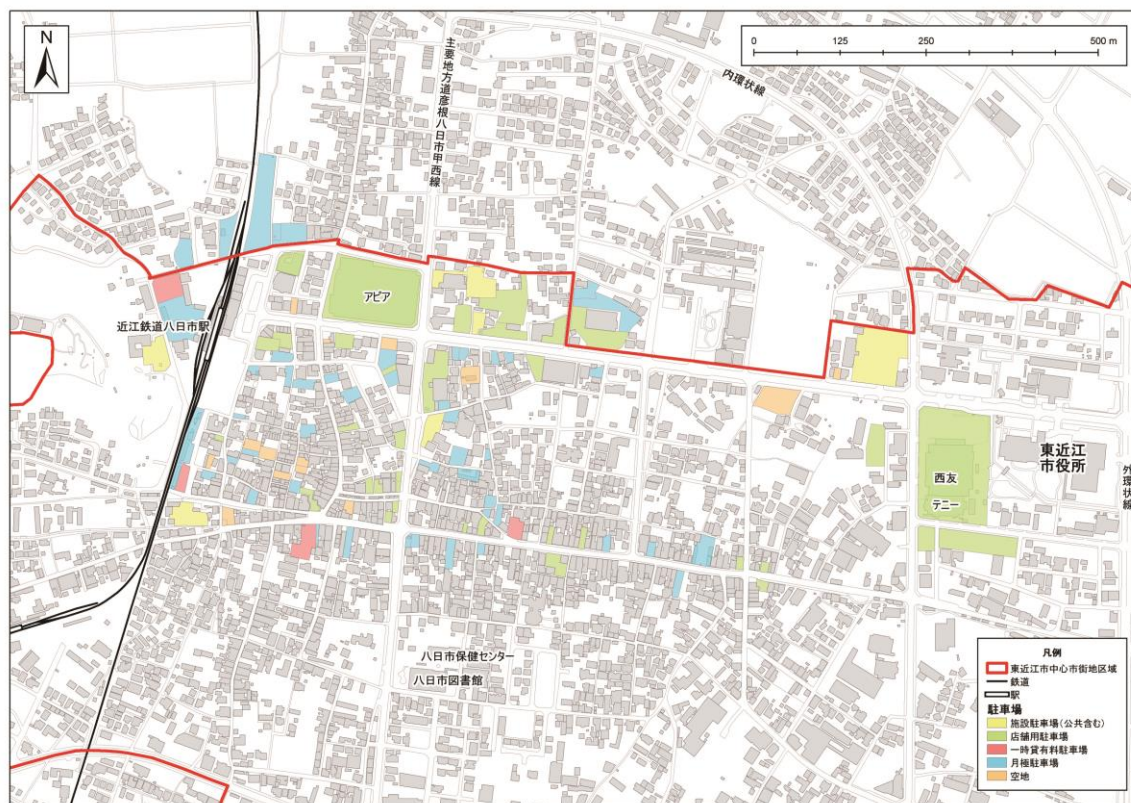 N
0 125 250 500 m
主要地方道彦根八日市甲西線
内環状線
アピア
近江鉄道八日市駅
東近江
市役所
西友
テニー
外環状線
八日市保健センター
八日市図書館
凡例
東近江市中心市街地区域
鉄道
駅
駐車場
施設駐車場(公共含む)
店舗用駐車場
一時貸有料駐車場
月極駐車場
空地